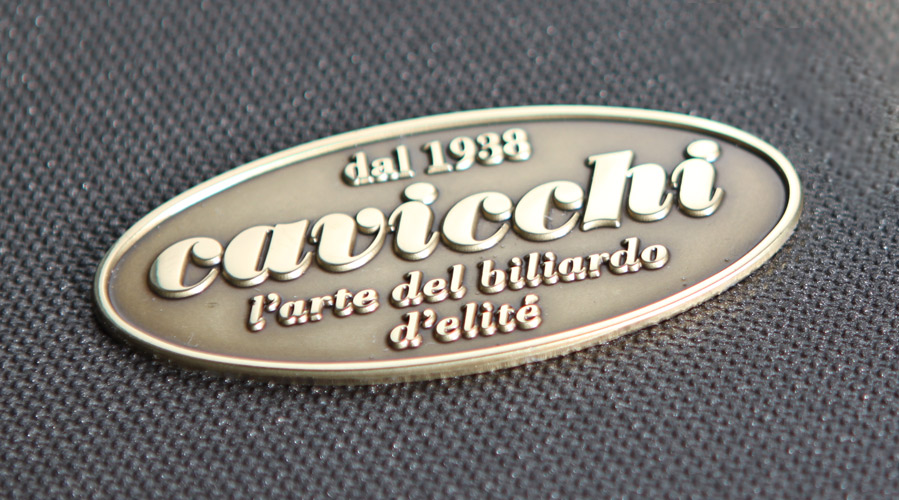 dal 1938
cavicchi
l'arte del biliardo
d'elité